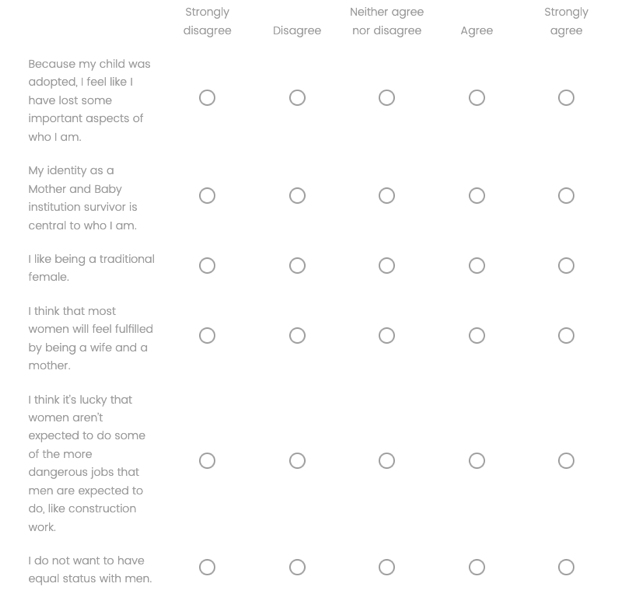 Strongly
disagree
Disagree
Neither agree
nor disagree
Agree
Strongly
agree
Because my child was
adopted, I feel like I
have lost some
important aspects of
who I am.
My identity as a
Mother and Baby
institution survivor is
central to who I am.
I like being a traditional
female.
I think that most
women will feel fulfilled
by being a wife and a
mother.
I think it's lucky that
women aren't
expected to do some
of the more
dangerous jobs that
men are expected to
do, like construction
work.
I do not want to have
equal status with men.